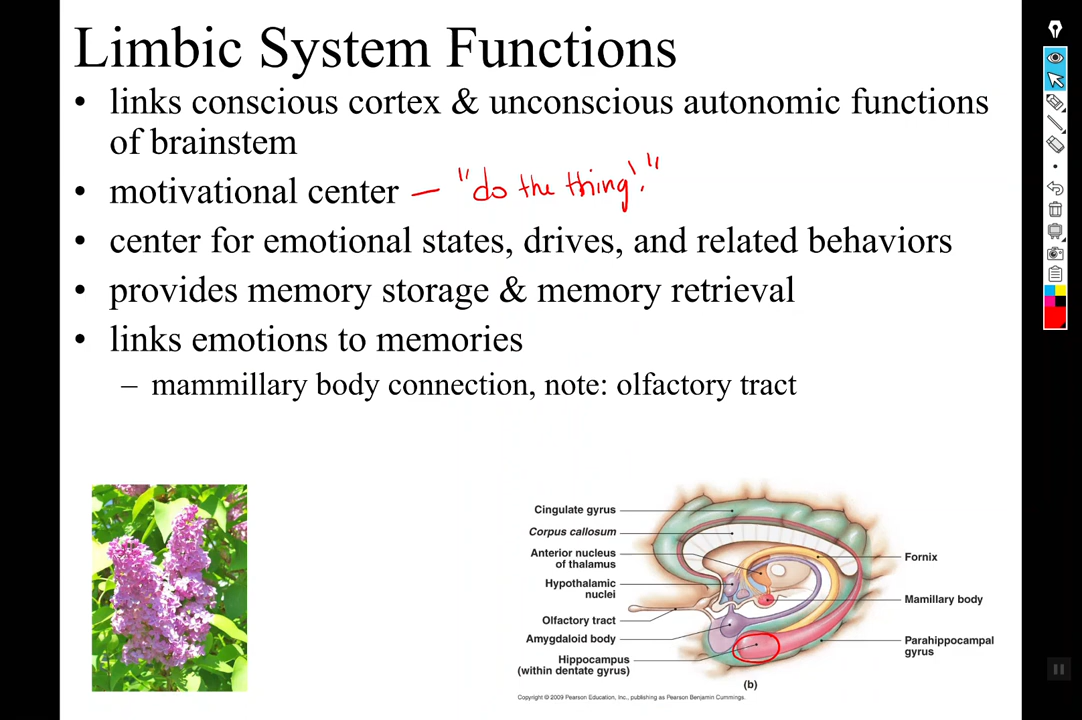 Limbic System Functions
• links conscious cortex & unconscious autonomic functions
of brainstem
• motivational center — "do the thing!"
• center for emotional states, drives, and related behaviors
• provides memory storage & memory retrieval
• links emotions to memories
– mammillary body connection, note: olfactory tract
Cingulate gyrus
Corpus callosum
Anterior nucleus
of thalamus
Hypothalamic
nuclei
Olfactory tract
Amygdaloid body
Hippocampus
(within dentate gyrus)
Fornix
Mamillary body
Parahippocampal
gyrus
(b)
Copyright © 2009 Pearson Education, Inc., publishing as Pearson Benjamin Cummings.